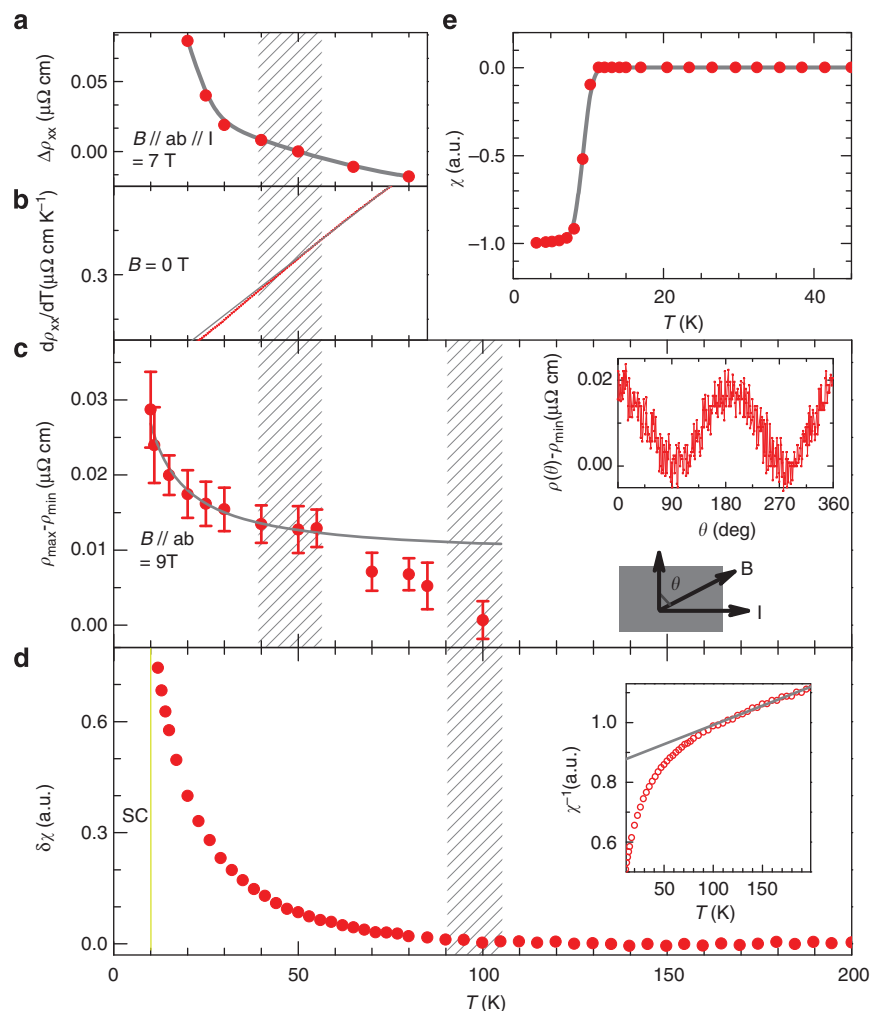 a
0.05
0.00
Δρxx (μΩ cm)
B // ab // I
= 7 T
b
0.3
dρxx/dT(μΩ cm K⁻¹)
B = 0 T
c
0.03
0.02
0.01
0.00
ρmax-ρmin(μΩ cm)
B // ab
= 9T
0.02
0.00
ρ(θ)-ρmin(μΩ cm)
0 90 180 270 360
θ (deg)
θ
B
I
d
0.6
0.3
0.0
δχ (a.u.)
SC
1.0
0.8
0.6
χ⁻¹(a.u.)
50 100 150
T (K)
0 50 100 150 200
T (K)
e
0.0
−0.5
−1.0
χ (a.u.)
0 20 40
T (K)